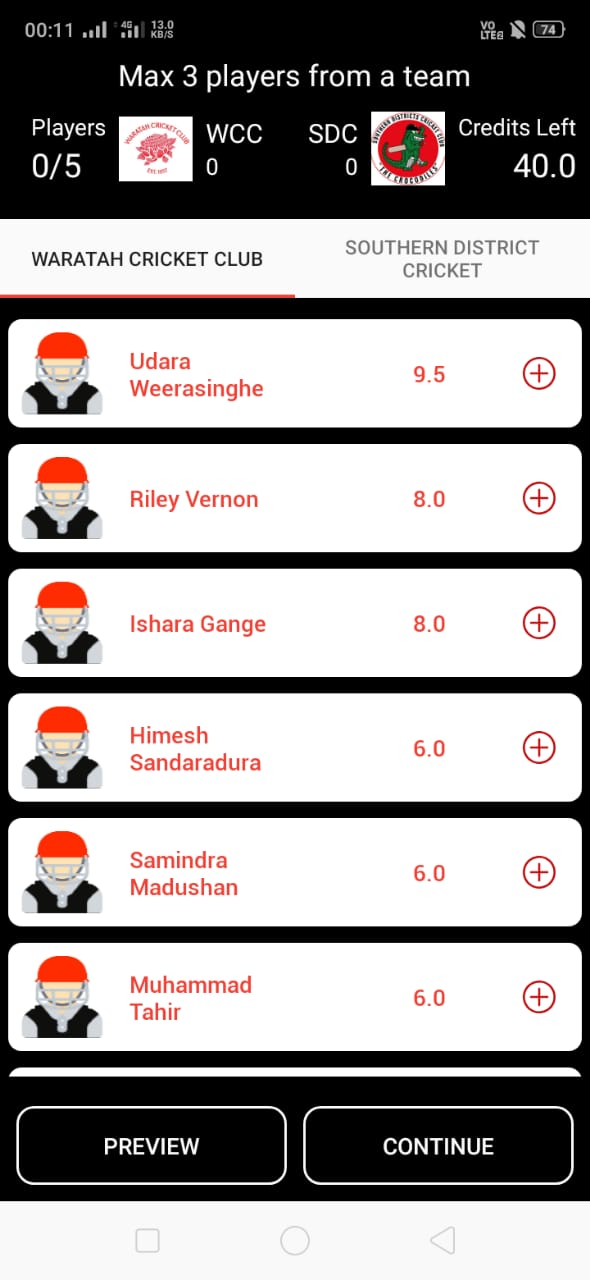 00:11 4G 13.0 KB/S VO LTE 74
Max 3 players from a team
Players WCC SDC Credits Left
0/5 0 0 40.0
WARATAH CRICKET CLUB
EST. 1917
SOUTHERN DISTRICTS CRICKET CLUB
"THE CROCODILES"
WARATAH CRICKET CLUB
SOUTHERN DISTRICT
CRICKET
Udara
Weerasinghe
9.5
Riley Vernon 8.0
Ishara Gange 8.0
Himesh
Sandaradura
6.0
Samindra
Madushan
6.0
Muhammad
Tahir
6.0
PREVIEW CONTINUE